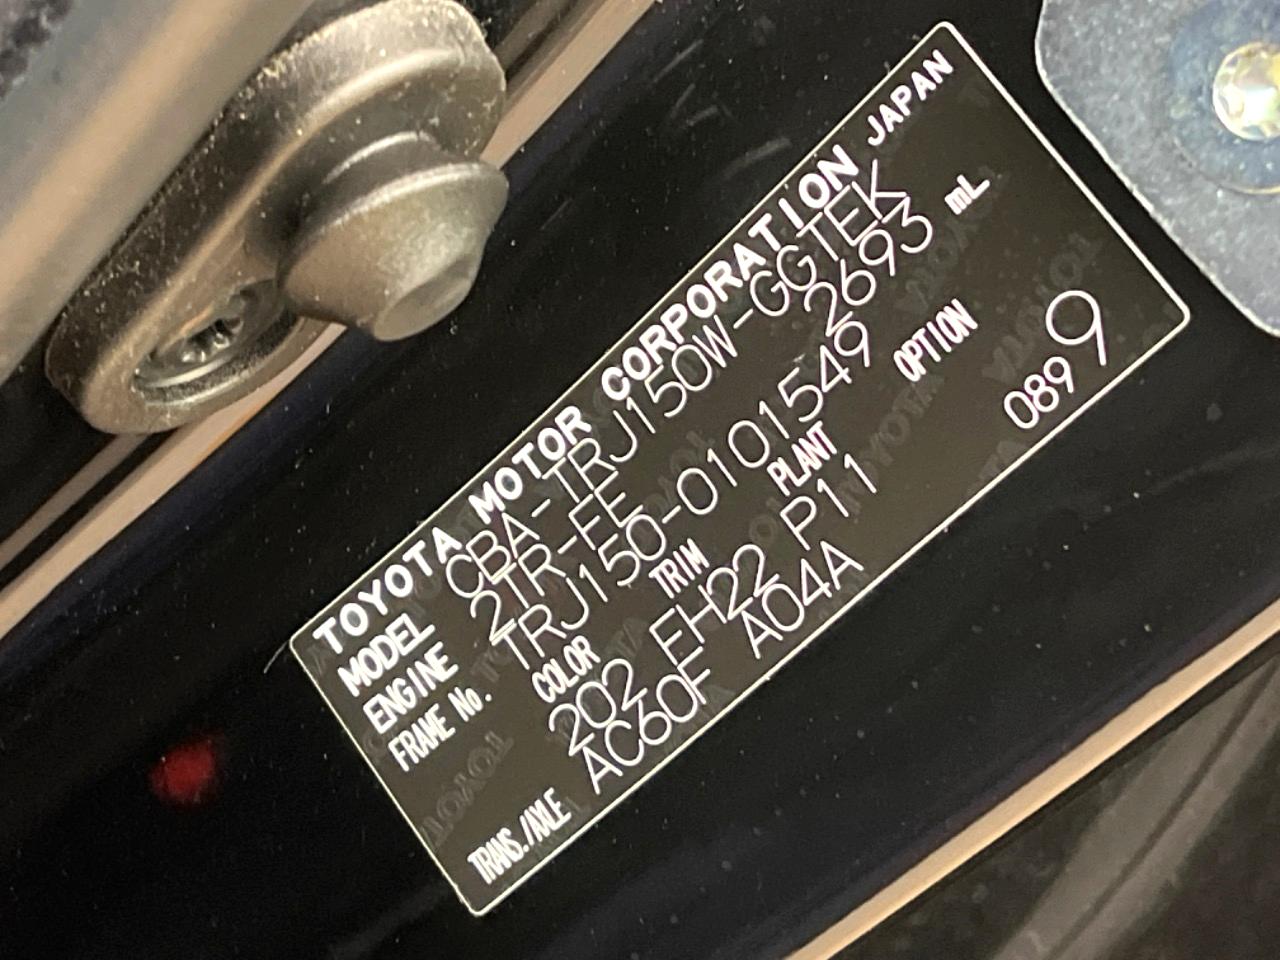 TOYOTA MOTOR CORPORATION JAPAN
MODEL CBA-TRJ150W-GGTEK
ENGINE 2TR-FE 2693 mL
FRAME No. TRJ150-0101549
COLOR TRIM PLANT OPTION
202 EH22 P11 0899
TRANS./AXLE AC60F A04A